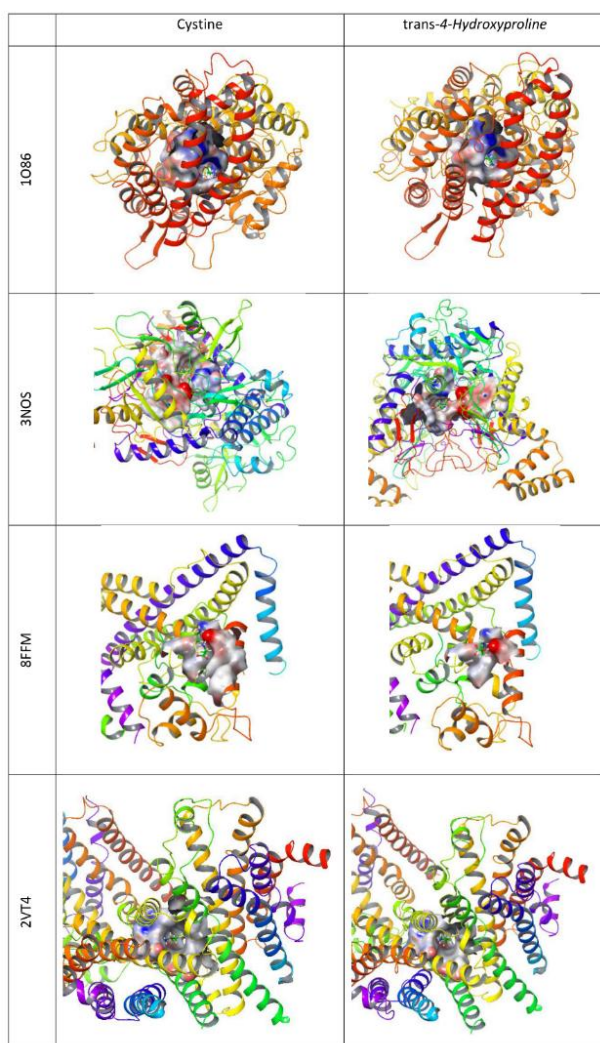 Cystine
trans-4-Hydroxyproline
1O86
3NOS
8FFM
2VT4